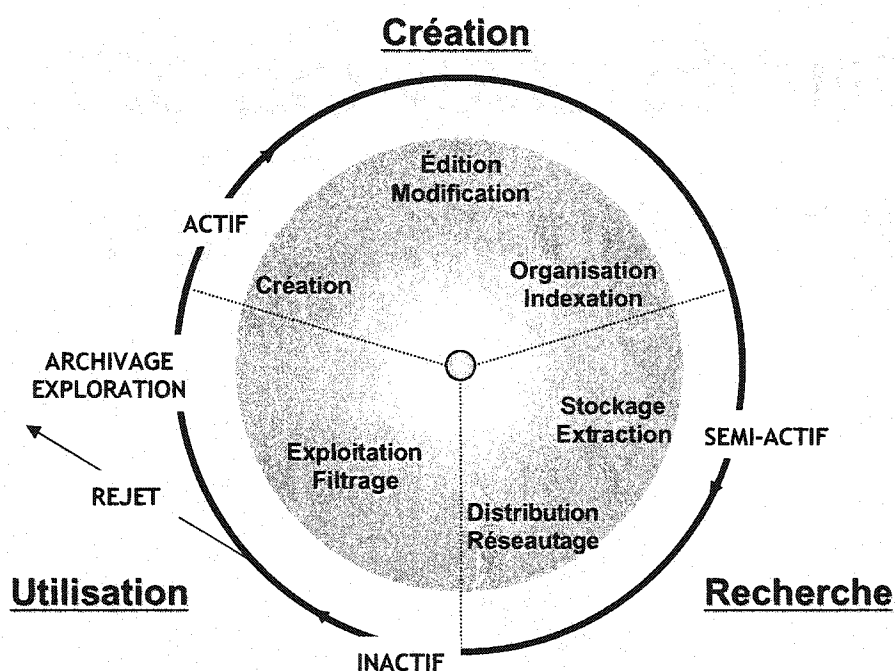 Création
Édition
Modification
ACTIF
Organisation
Indexation
Création
ARCHIVAGE
EXPLORATION
Stockage
Extraction
SEMI-ACTIF
Exploitation
Filtrage
REJET
Distribution
Réseautage
Utilisation
Recherche
INACTIF